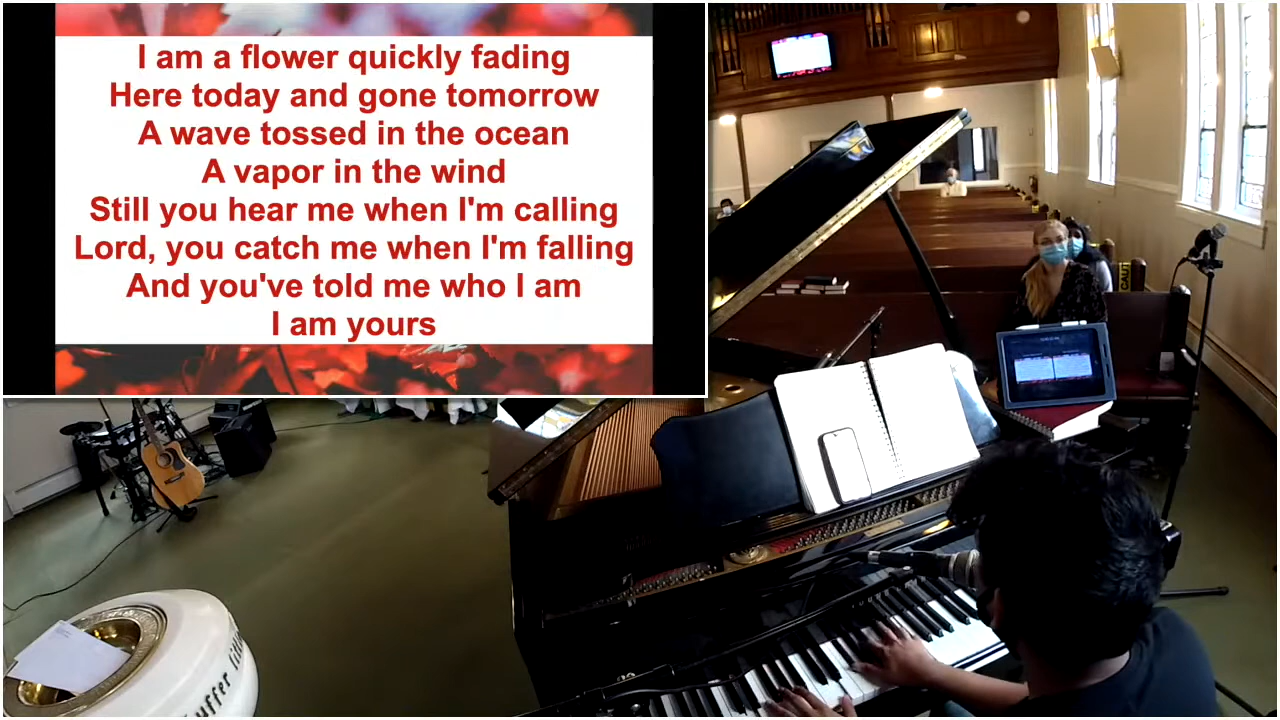 I am a flower quickly fading
Here today and gone tomorrow
A wave tossed in the ocean
A vapor in the wind
Still you hear me when I'm calling
Lord, you catch me when I'm falling
And you've told me who I am
I am yours
CAUT
uffer